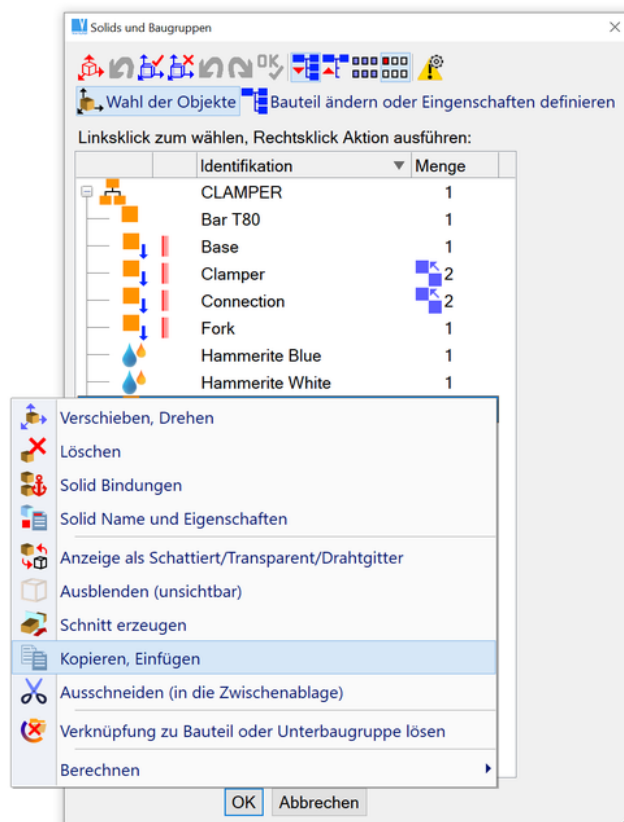 Solids und Baugruppen
OK
Wahl der Objekte Bauteil ändern oder Eingenschaften definieren
Linksklick zum wählen, Rechtsklick Aktion ausführen:
Identifikation Menge
CLAMPER 1
Bar T80 1
Base 1
Clamper 2
Connection 2
Fork 1
Hammerite Blue 1
Hammerite White 1
Verschieben, Drehen
Löschen
Solid Bindungen
Solid Name und Eigenschaften
Anzeige als Schattiert/Transparent/Drahtgitter
Ausblenden (unsichtbar)
Schnitt erzeugen
Kopieren, Einfügen
Ausschneiden (in die Zwischenablage)
Verknüpfung zu Bauteil oder Unterbaugruppe lösen
Berechnen
OK Abbrechen